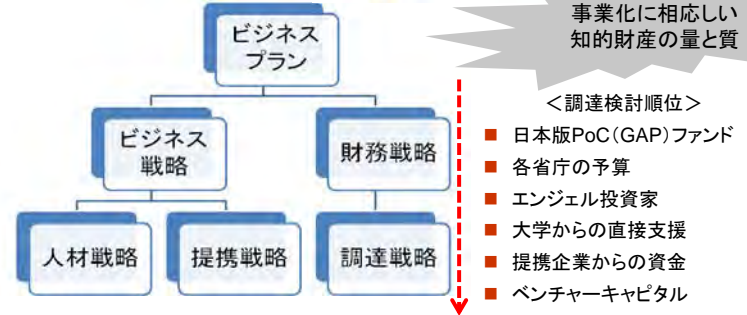 ビジネス
プラン
ビジネス
戦略
財務戦略
人材戦略
提携戦略
調達戦略
事業化に相応しい
知的財産の量と質
＜調達検討順位＞
■ 日本版PoC（GAP）ファンド
■ 各省庁の予算
■ エンジェル投資家
■ 大学からの直接支援
■ 提携企業からの資金
■ ベンチャーキャピタル